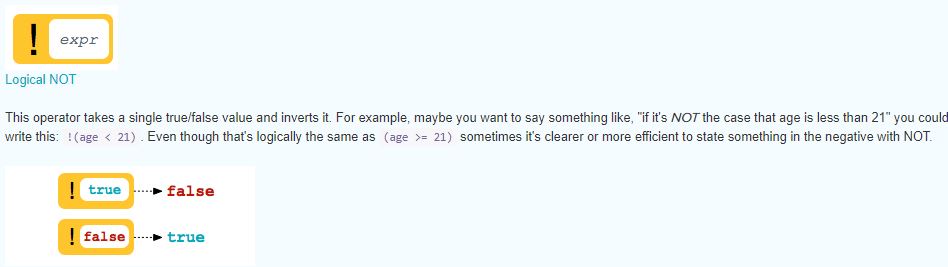 ! expr
Logical NOT
This operator takes a single true/false value and inverts it. For example, maybe you want to say something like, "if it's NOT the case that age is less than 21" you could
write this: !(age < 21) . Even though that's logically the same as (age >= 21) sometimes it's clearer or more efficient to state something in the negative with NOT.
! true false
! false true